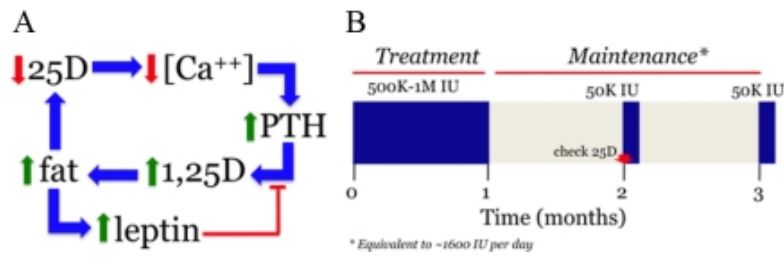 A
25D
[Ca⁺⁺]
PTH
fat
1,25D
leptin
B
Treatment
Maintenance*
500K-1M IU
50K IU
50K IU
check 25D
0
1
2
3
Time (months)
* Equivalent to ~1600 IU per day